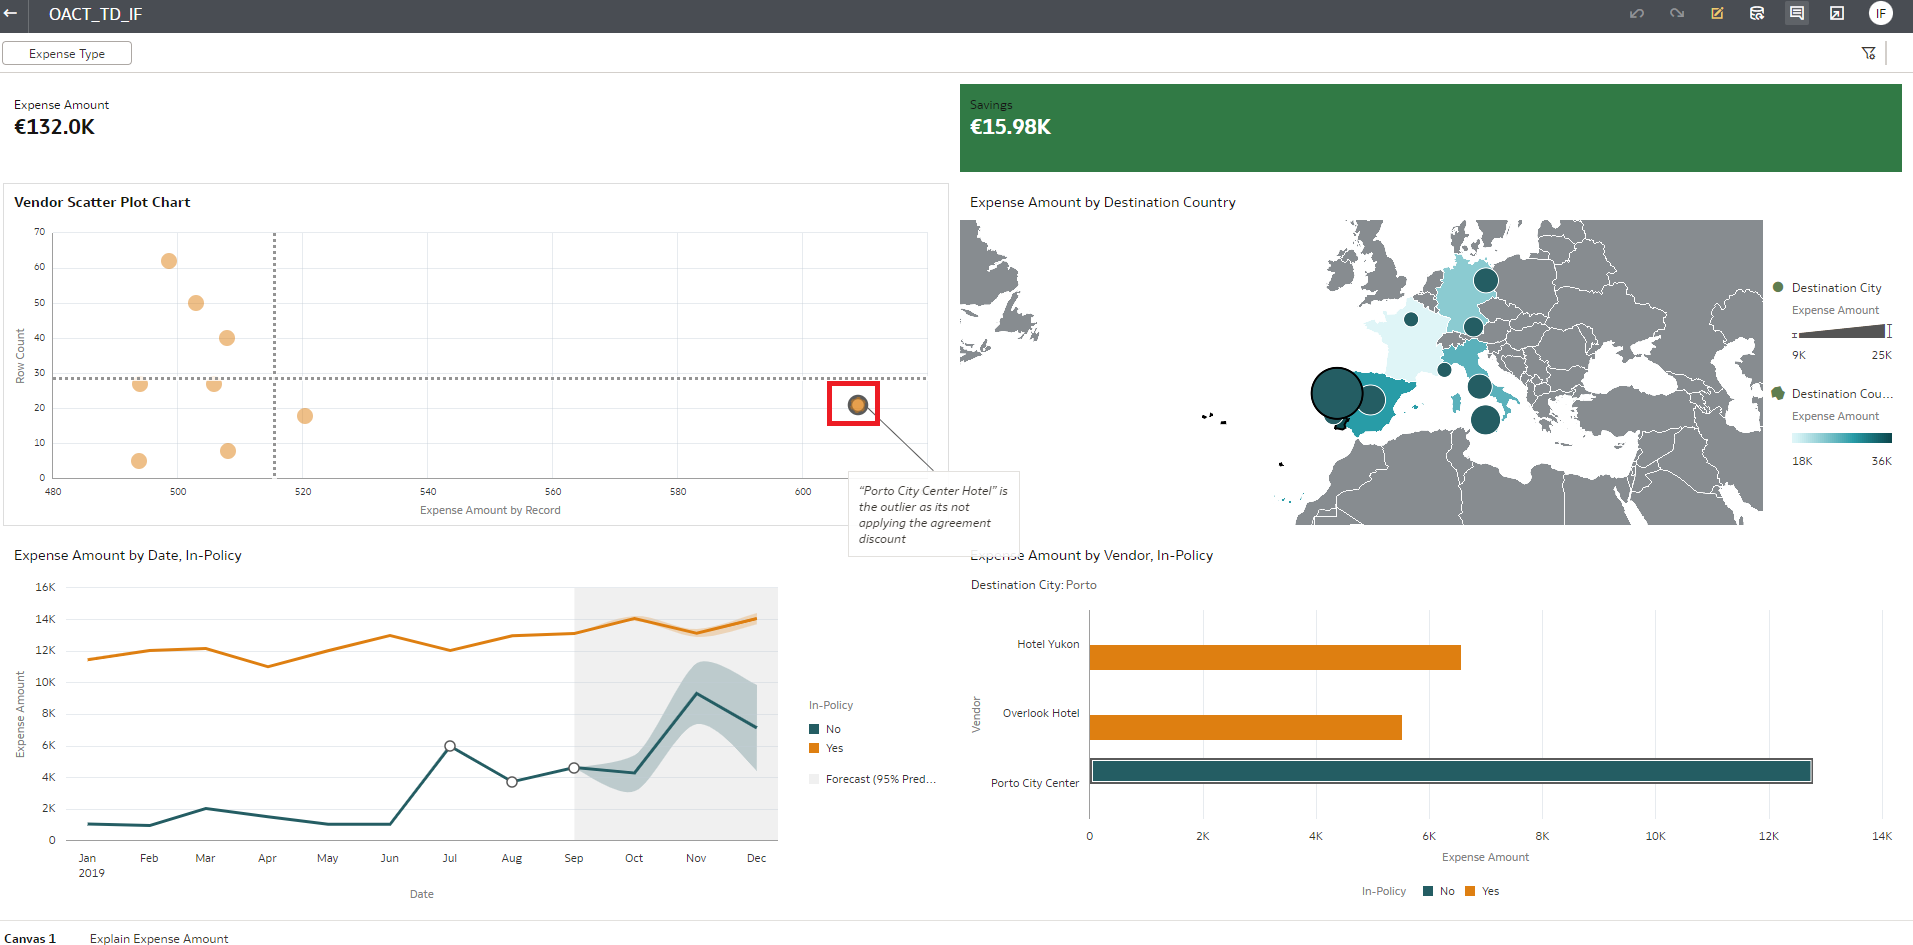 OACT_TD_IF
IF
Expense Type
Expense Amount
€132.0K
Savings
€15.98K
Vendor Scatter Plot Chart
Row Count
70
60
50
40
30
20
10
0
480
500
520
540
560
580
600
Expense Amount by Record
“Porto City Center Hotel” is
the outlier as its not
applying the agreement
discount
Expense Amount by Destination Country
Destination City
Expense Amount
9K
25K
Destination Cou...
Expense Amount
18K
36K
Expense Amount by Date, In-Policy
Expense Amount
16K
14K
12K
10K
8K
6K
4K
2K
0
Jan
2019
Feb
Mar
Apr
May
Jun
Jul
Aug
Sep
Oct
Nov
Dec
Date
In-Policy
No
Yes
Forecast (95% Pred...
Expense Amount by Vendor, In-Policy
Destination City: Porto
Vendor
Hotel Yukon
Overlook Hotel
Porto City Center
0
2K
4K
6K
8K
10K
12K
14K
Expense Amount
In-Policy
No
Yes
Canvas 1
Explain Expense Amount